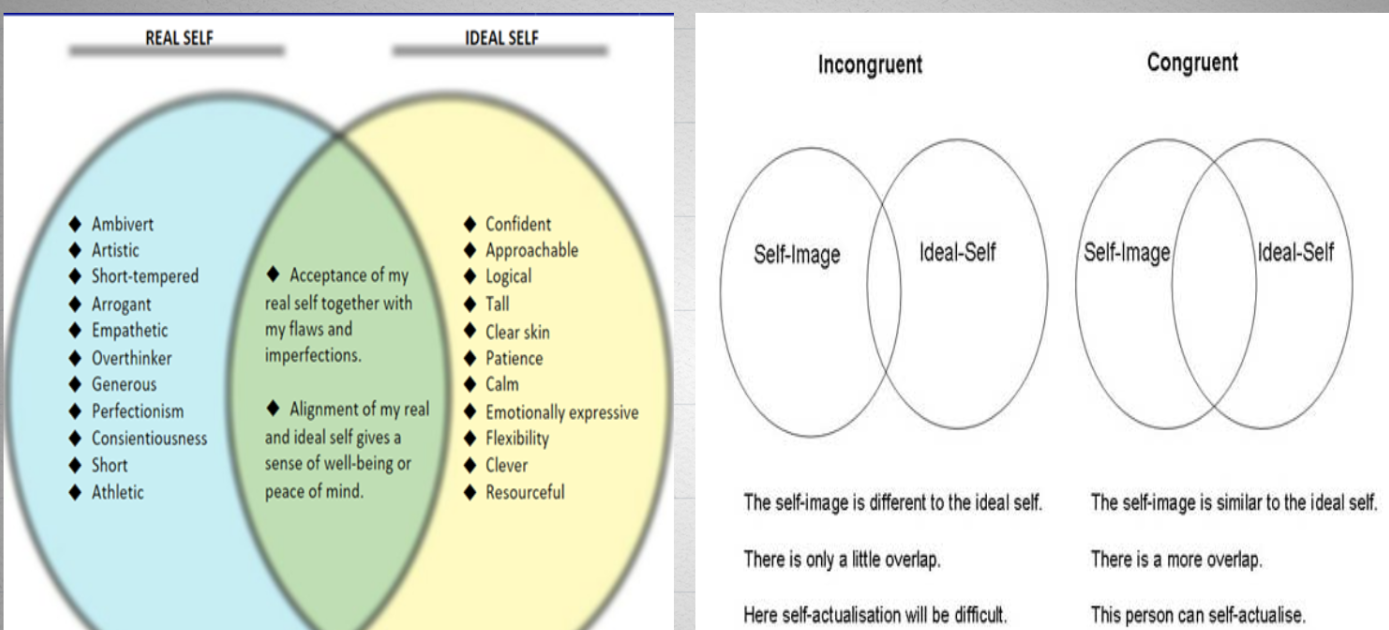 REAL SELF
IDEAL SELF
◆ Ambivert
◆ Artistic
◆ Short-tempered
◆ Arrogant
◆ Empathetic
◆ Overthinker
◆ Generous
◆ Perfectionism
◆ Consientiousness
◆ Short
◆ Athletic
◆ Acceptance of my
real self together with
my flaws and
imperfections.
◆ Alignment of my real
and ideal self gives a
sense of well-being or
peace of mind.
◆ Confident
◆ Approachable
◆ Logical
◆ Tall
◆ Clear skin
◆ Patience
◆ Calm
◆ Emotionally expressive
◆ Flexibility
◆ Clever
◆ Resourceful
Incongruent
Self-Image
Ideal-Self
The self-image is different to the ideal self.
There is only a little overlap.
Here self-actualisation will be difficult.
Congruent
Self-Image
Ideal-Self
The self-image is similar to the ideal self.
There is a more overlap.
This person can self-actualise.